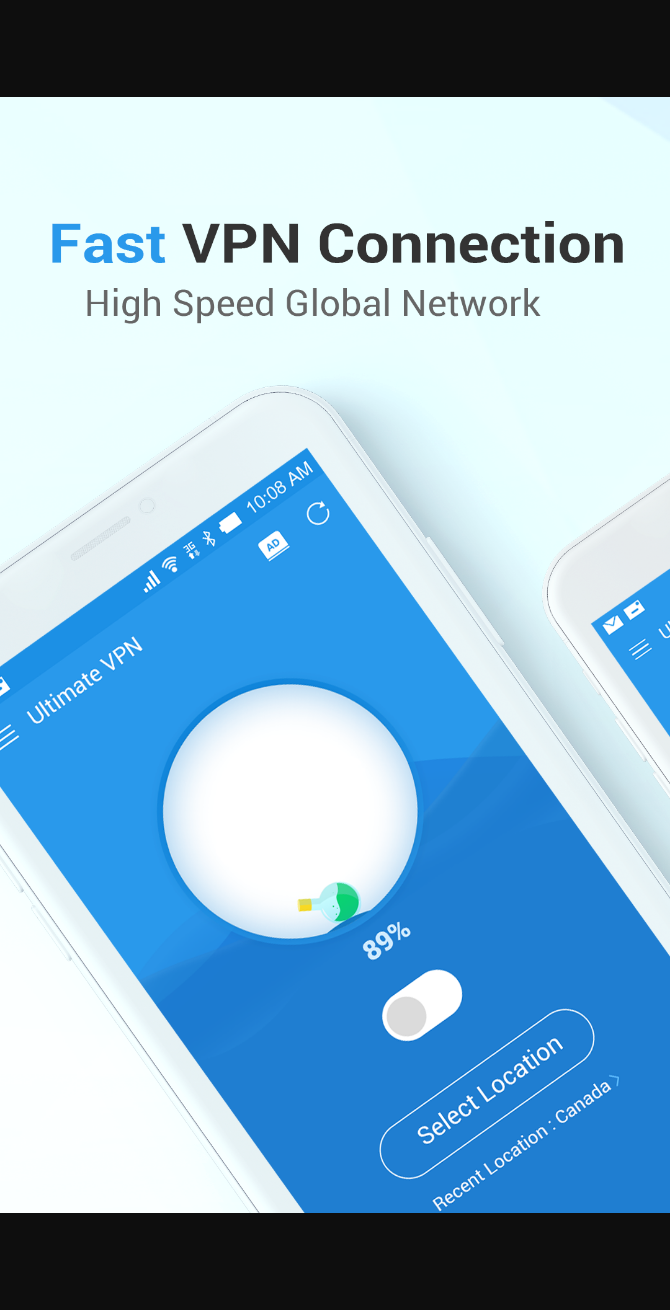 Fast VPN Connection
High Speed Global Network
10:08 AM
3G
AD
Ultimate VPN
Ul
89%
Select Location
Recent Location : Canada